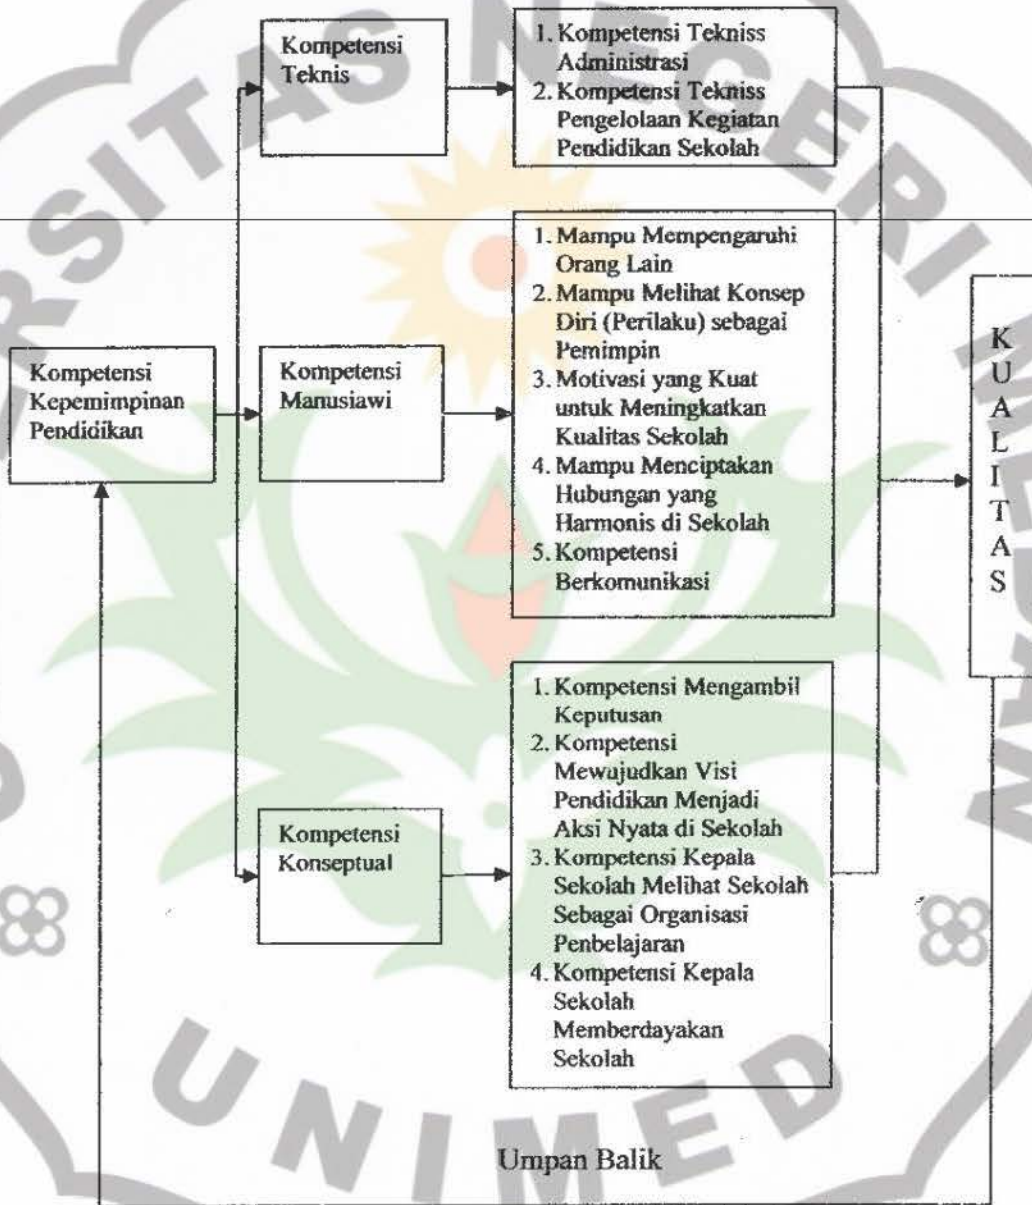 Kompetensi
Kepemimpinan
Pendidikan
Kompetensi
Teknis
1. Kompetensi Tekniss
Administrasi
2. Kompetensi Tekniss
Pengelolaan Kegiatan
Pendidikan Sekolah
Kompetensi
Manusiawi
1. Mampu Mempengaruhi
Orang Lain
2. Mampu Melihat Konsep
Diri (Perilaku) sebagai
Pemimpin
3. Motivasi yang Kuat
untuk Meningkatkan
Kualitas Sekolah
4. Mampu Menciptakan
Hubungan yang
Harmonis di Sekolah
5. Kompetensi
Berkomunikasi
Kompetensi
Konseptual
1. Kompetensi Mengambil
Keputusan
2. Kompetensi
Mewujudkan Visi
Pendidikan Menjadi
Aksi Nyata di Sekolah
3. Kompetensi Kepala
Sekolah Melihat Sekolah
Sebagai Organisasi
Penbelajaran
4. Kompetensi Kepala
Sekolah
Memberdayakan
Sekolah
K
U
A
L
I
T
A
S
Umpan Balik
ERSITAS NEGERI MEDAN
UNIMED